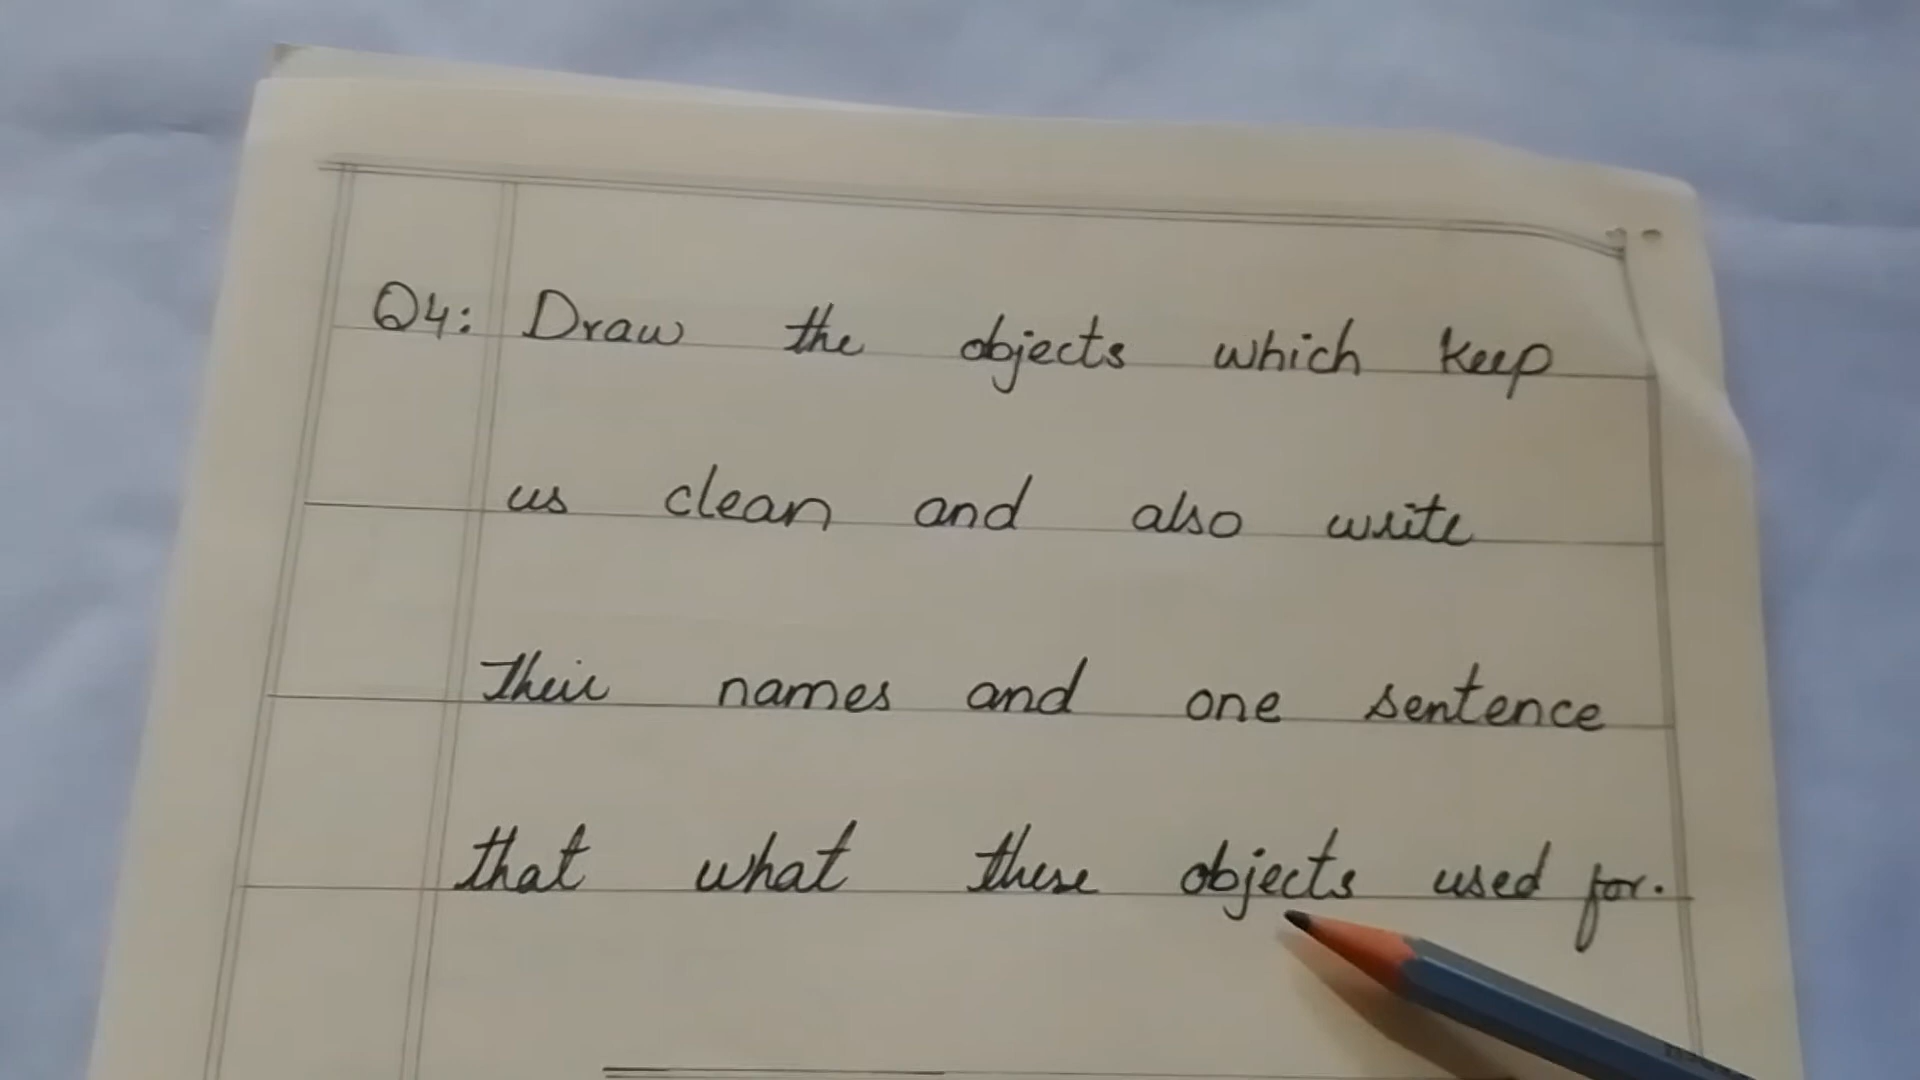 Q4: Draw the objects which keep
us clean and also write
their names and one sentence
that what these objects used for.